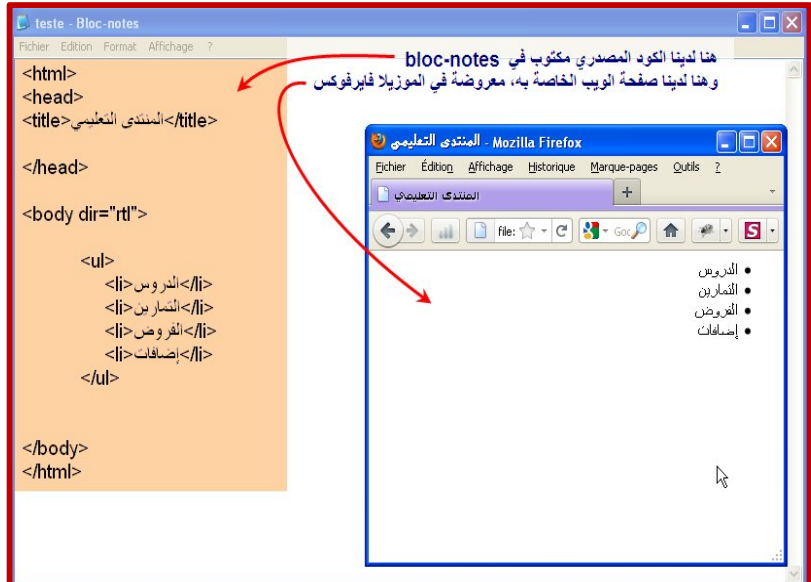 teste - Bloc-notes
Fichier Edition Format Affichage ?
هنا لدينا الكود المصدري مكتوب في bloc-notes
وهنا لدينا صفحة الويب الخاصة به، معروضة في الموزيلا فايرفوكس
<html>
<head>
<title>المنتدى التعليمي</title>
</head>
<body dir="rtl">
<ul>
<li>الدروس</li>
<li>التمارين</li>
<li>الفروض</li>
<li>إضافات</li>
</ul>
</body>
</html>
المنتدى التعليمي - Mozilla Firefox
Fichier Édition Affichage Historique Marque-pages Outils ?
المنتدى التعليمي
file: Goc S
• الدروس
• التمارين
• الفروض
• إضافات